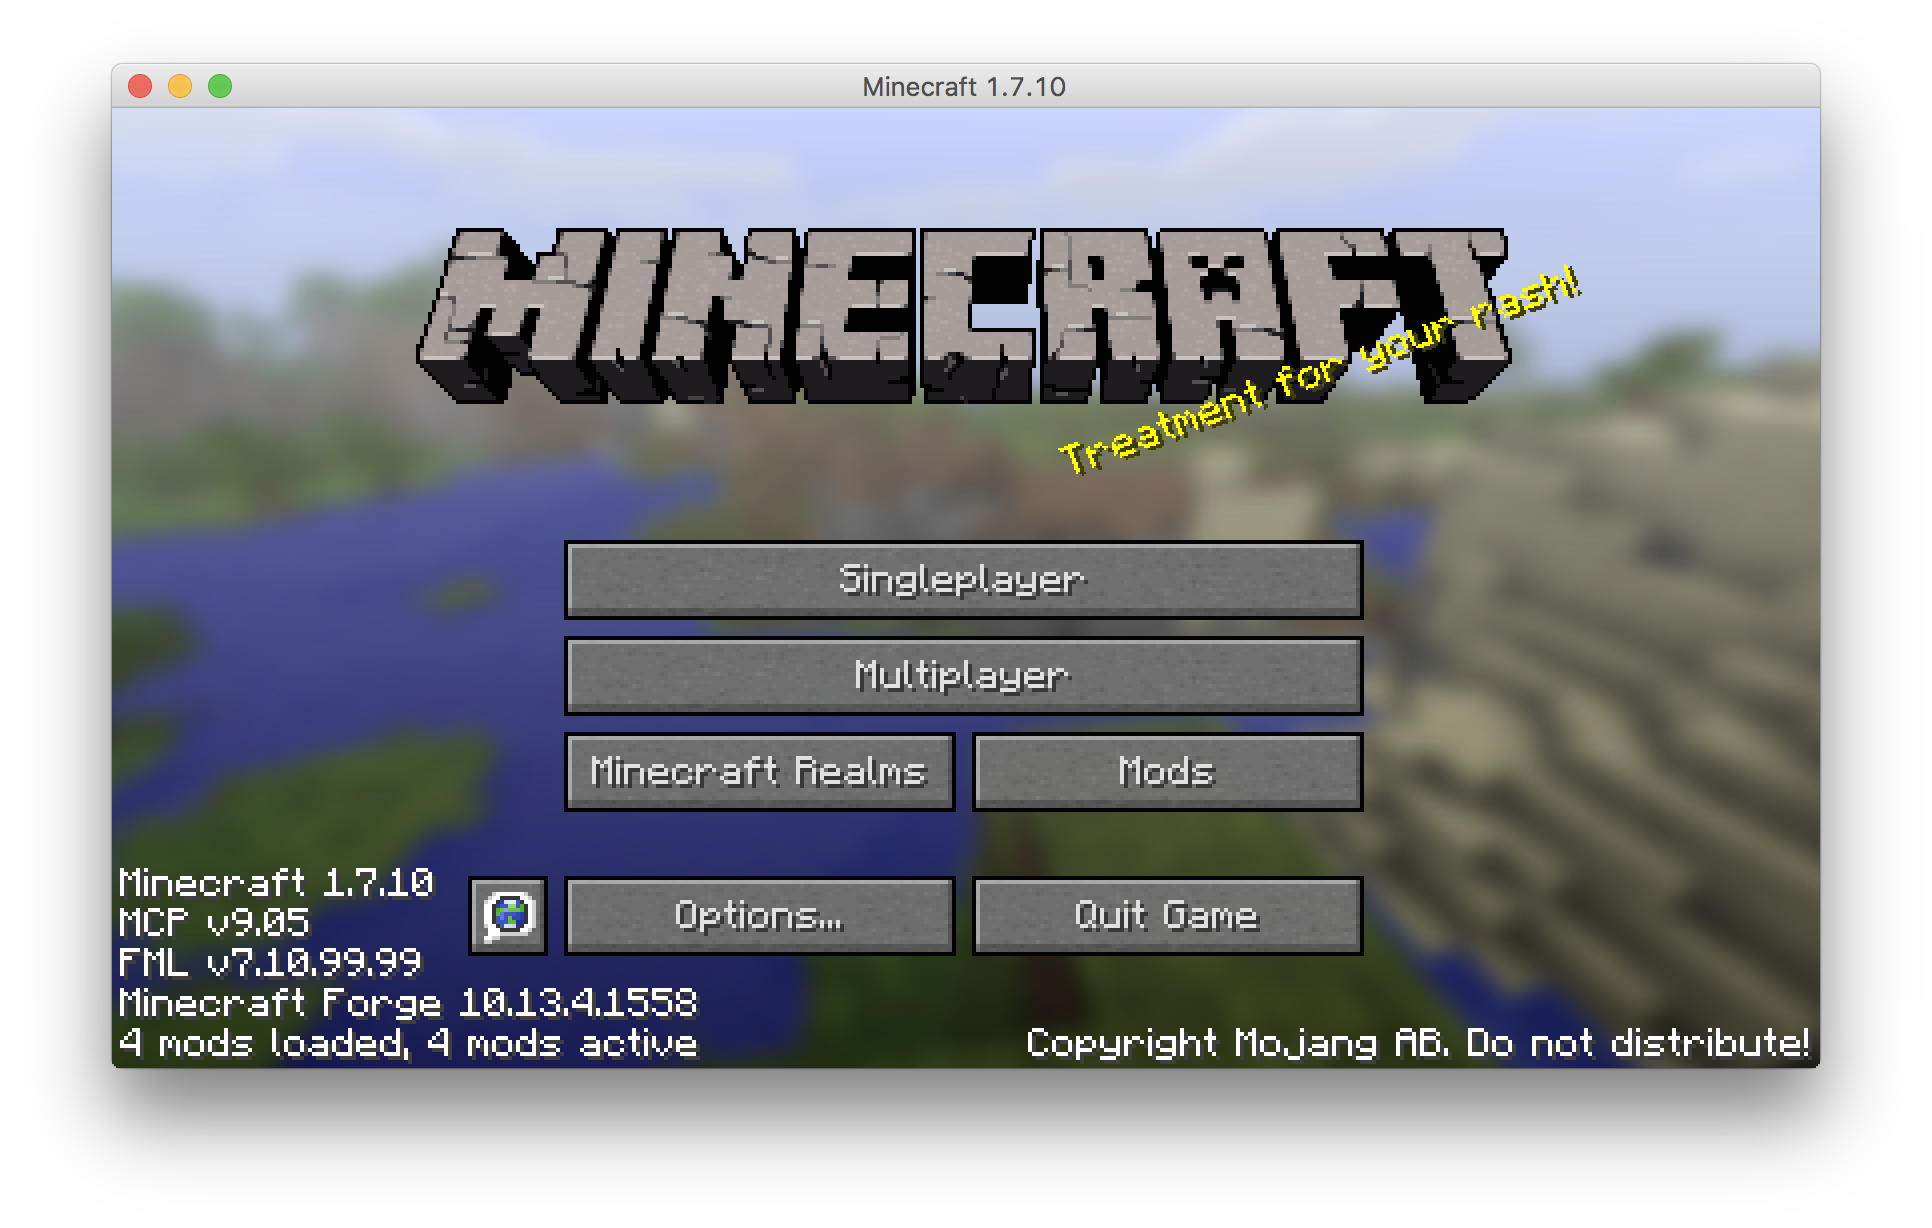 Minecraft 1.7.10
MINECRAFT
Treatment for your rash!
Singleplayer
Multiplayer
Minecraft Realms
Mods
Options...
Quit Game
Minecraft 1.7.10
MCP v9.05
FML v7.10.99.99
Minecraft Forge 10.13.4.1558
4 mods loaded, 4 mods active
Copyright Mojang AB. Do not distribute!